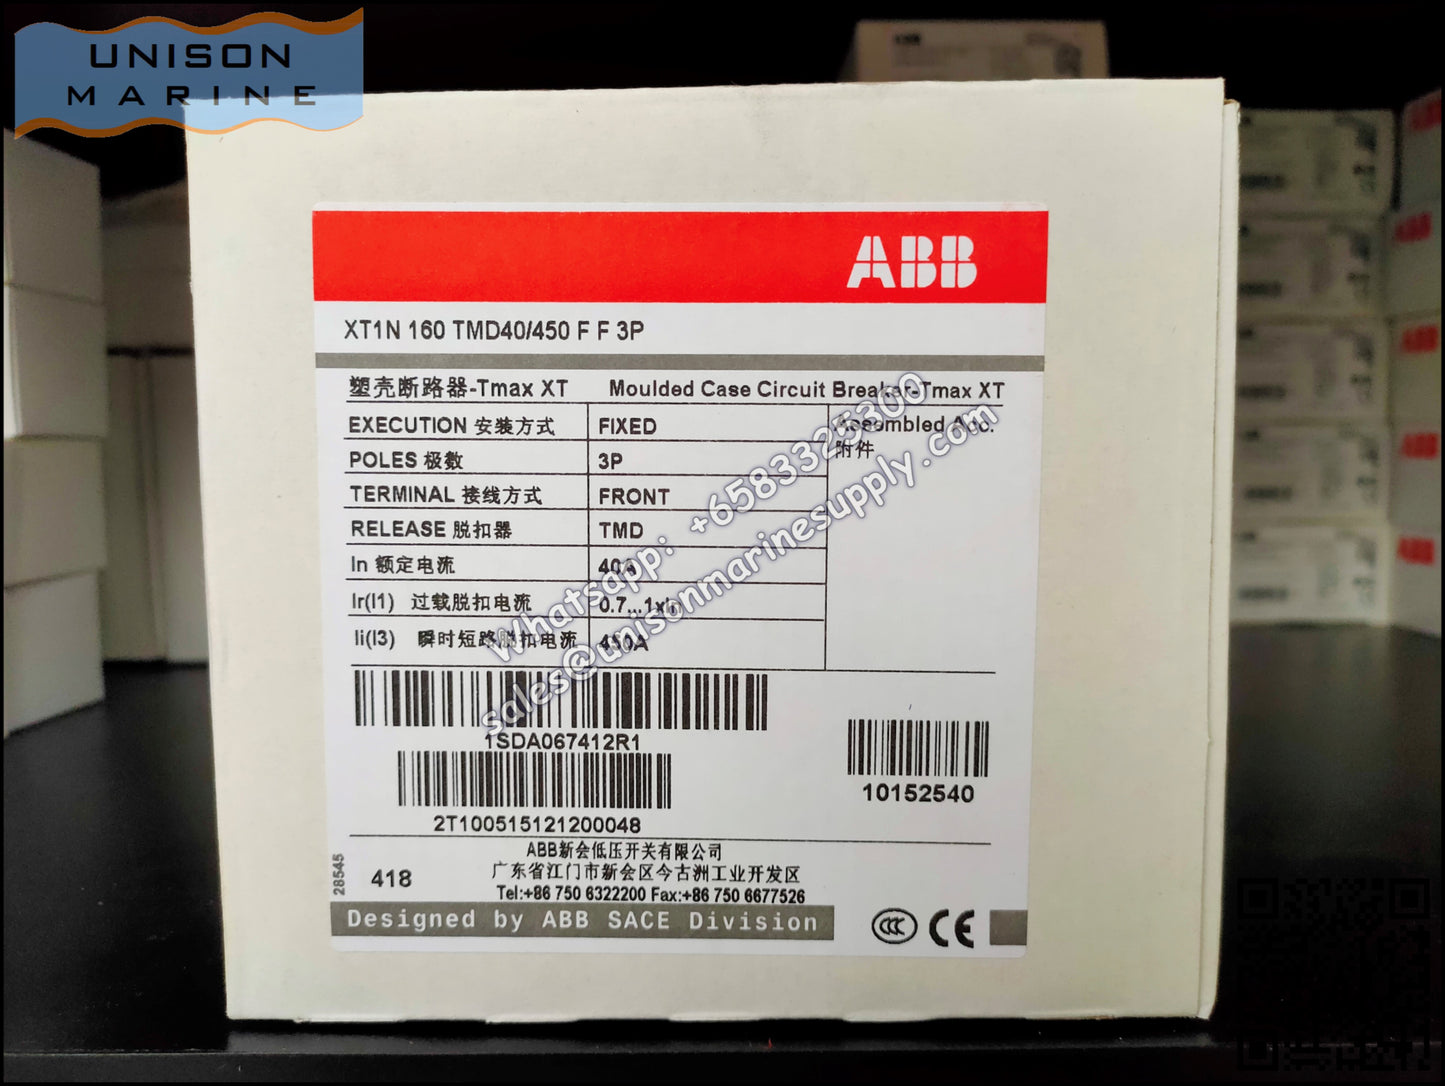 UNISON
MARINE
ABB
XT1N 160 TMD40/450 F F 3P
塑壳断路器-Tmax XT Moulded Case Circuit Breaker-Tmax XT
EXECUTION 安装方式 FIXED Assembled Acc.
附件
POLES 极数 3P
TERMINAL 接线方式 FRONT
RELEASE 脱扣器 TMD
In 额定电流 40A
Ir(I1) 过载脱扣电流 0.7...1xIn
Ii(I3) 瞬时短路脱扣电流 450A
Whatsapp: +6583325300
sales@unisonmarinesupply.com
1SDA067412R1
10152540
2T100515121200048
ABB新会低压开关有限公司
广东省江门市新会区今古洲工业开发区
Tel:+86 750 6322200 Fax:+86 750 6677526
28545
418
Designed by ABB SACE Division
CCC CE
ABB
ABB
ABB
ABB
ABB